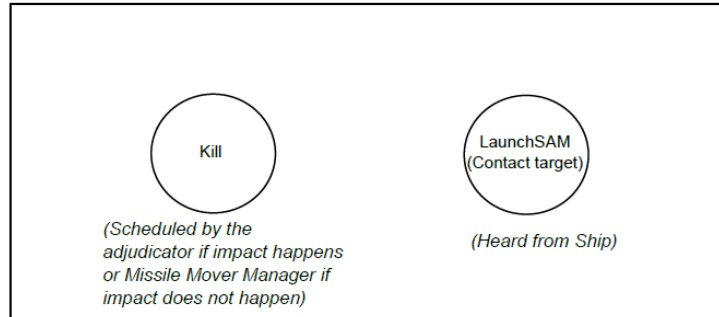 Kill
LaunchSAM
(Contact target)
(Scheduled by the
adjudicator if impact happens
or Missile Mover Manager if
impact does not happen)
(Heard from Ship)